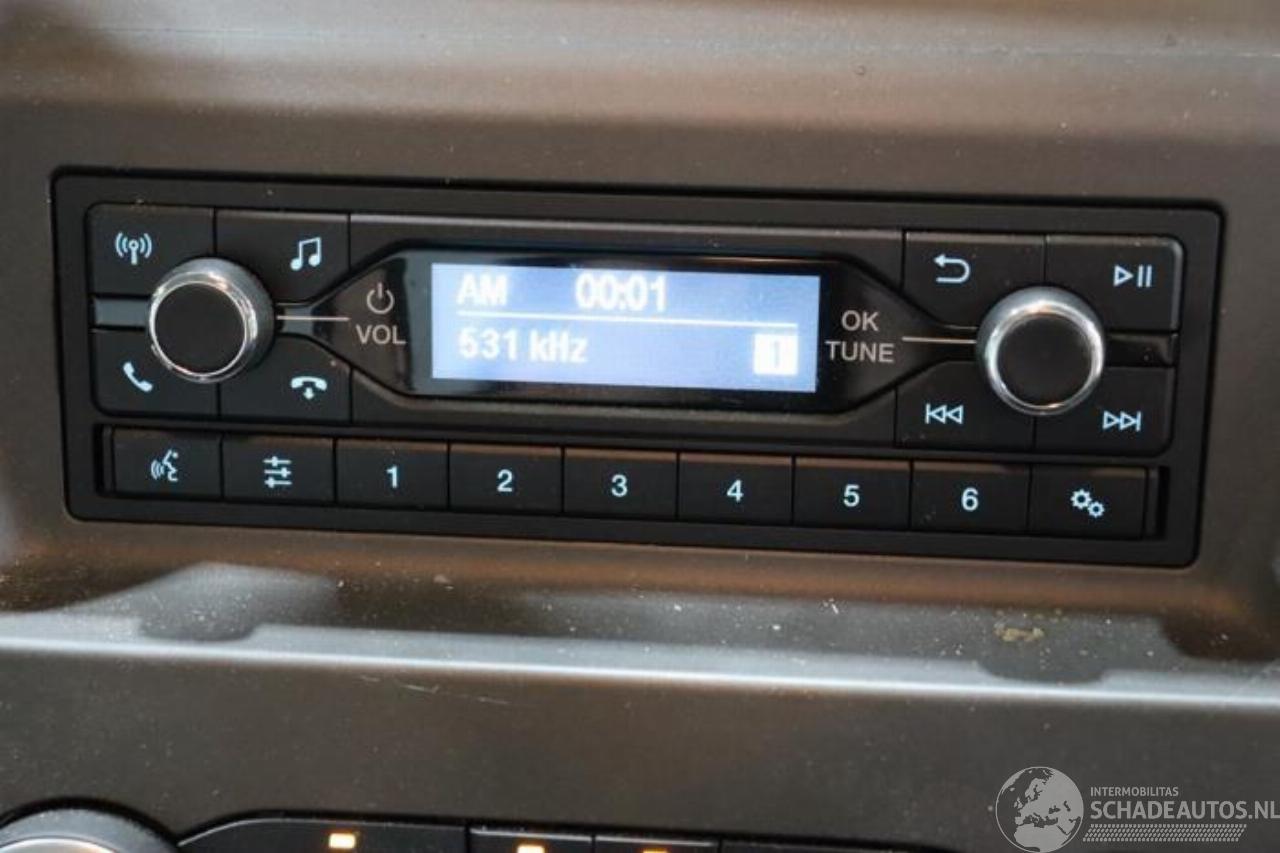 AM 00:01
531 kHz 1
VOL
OK
TUNE
1 2 3 4 5 6
INTERMOBILITAS
SCHADEAUTOS.NL